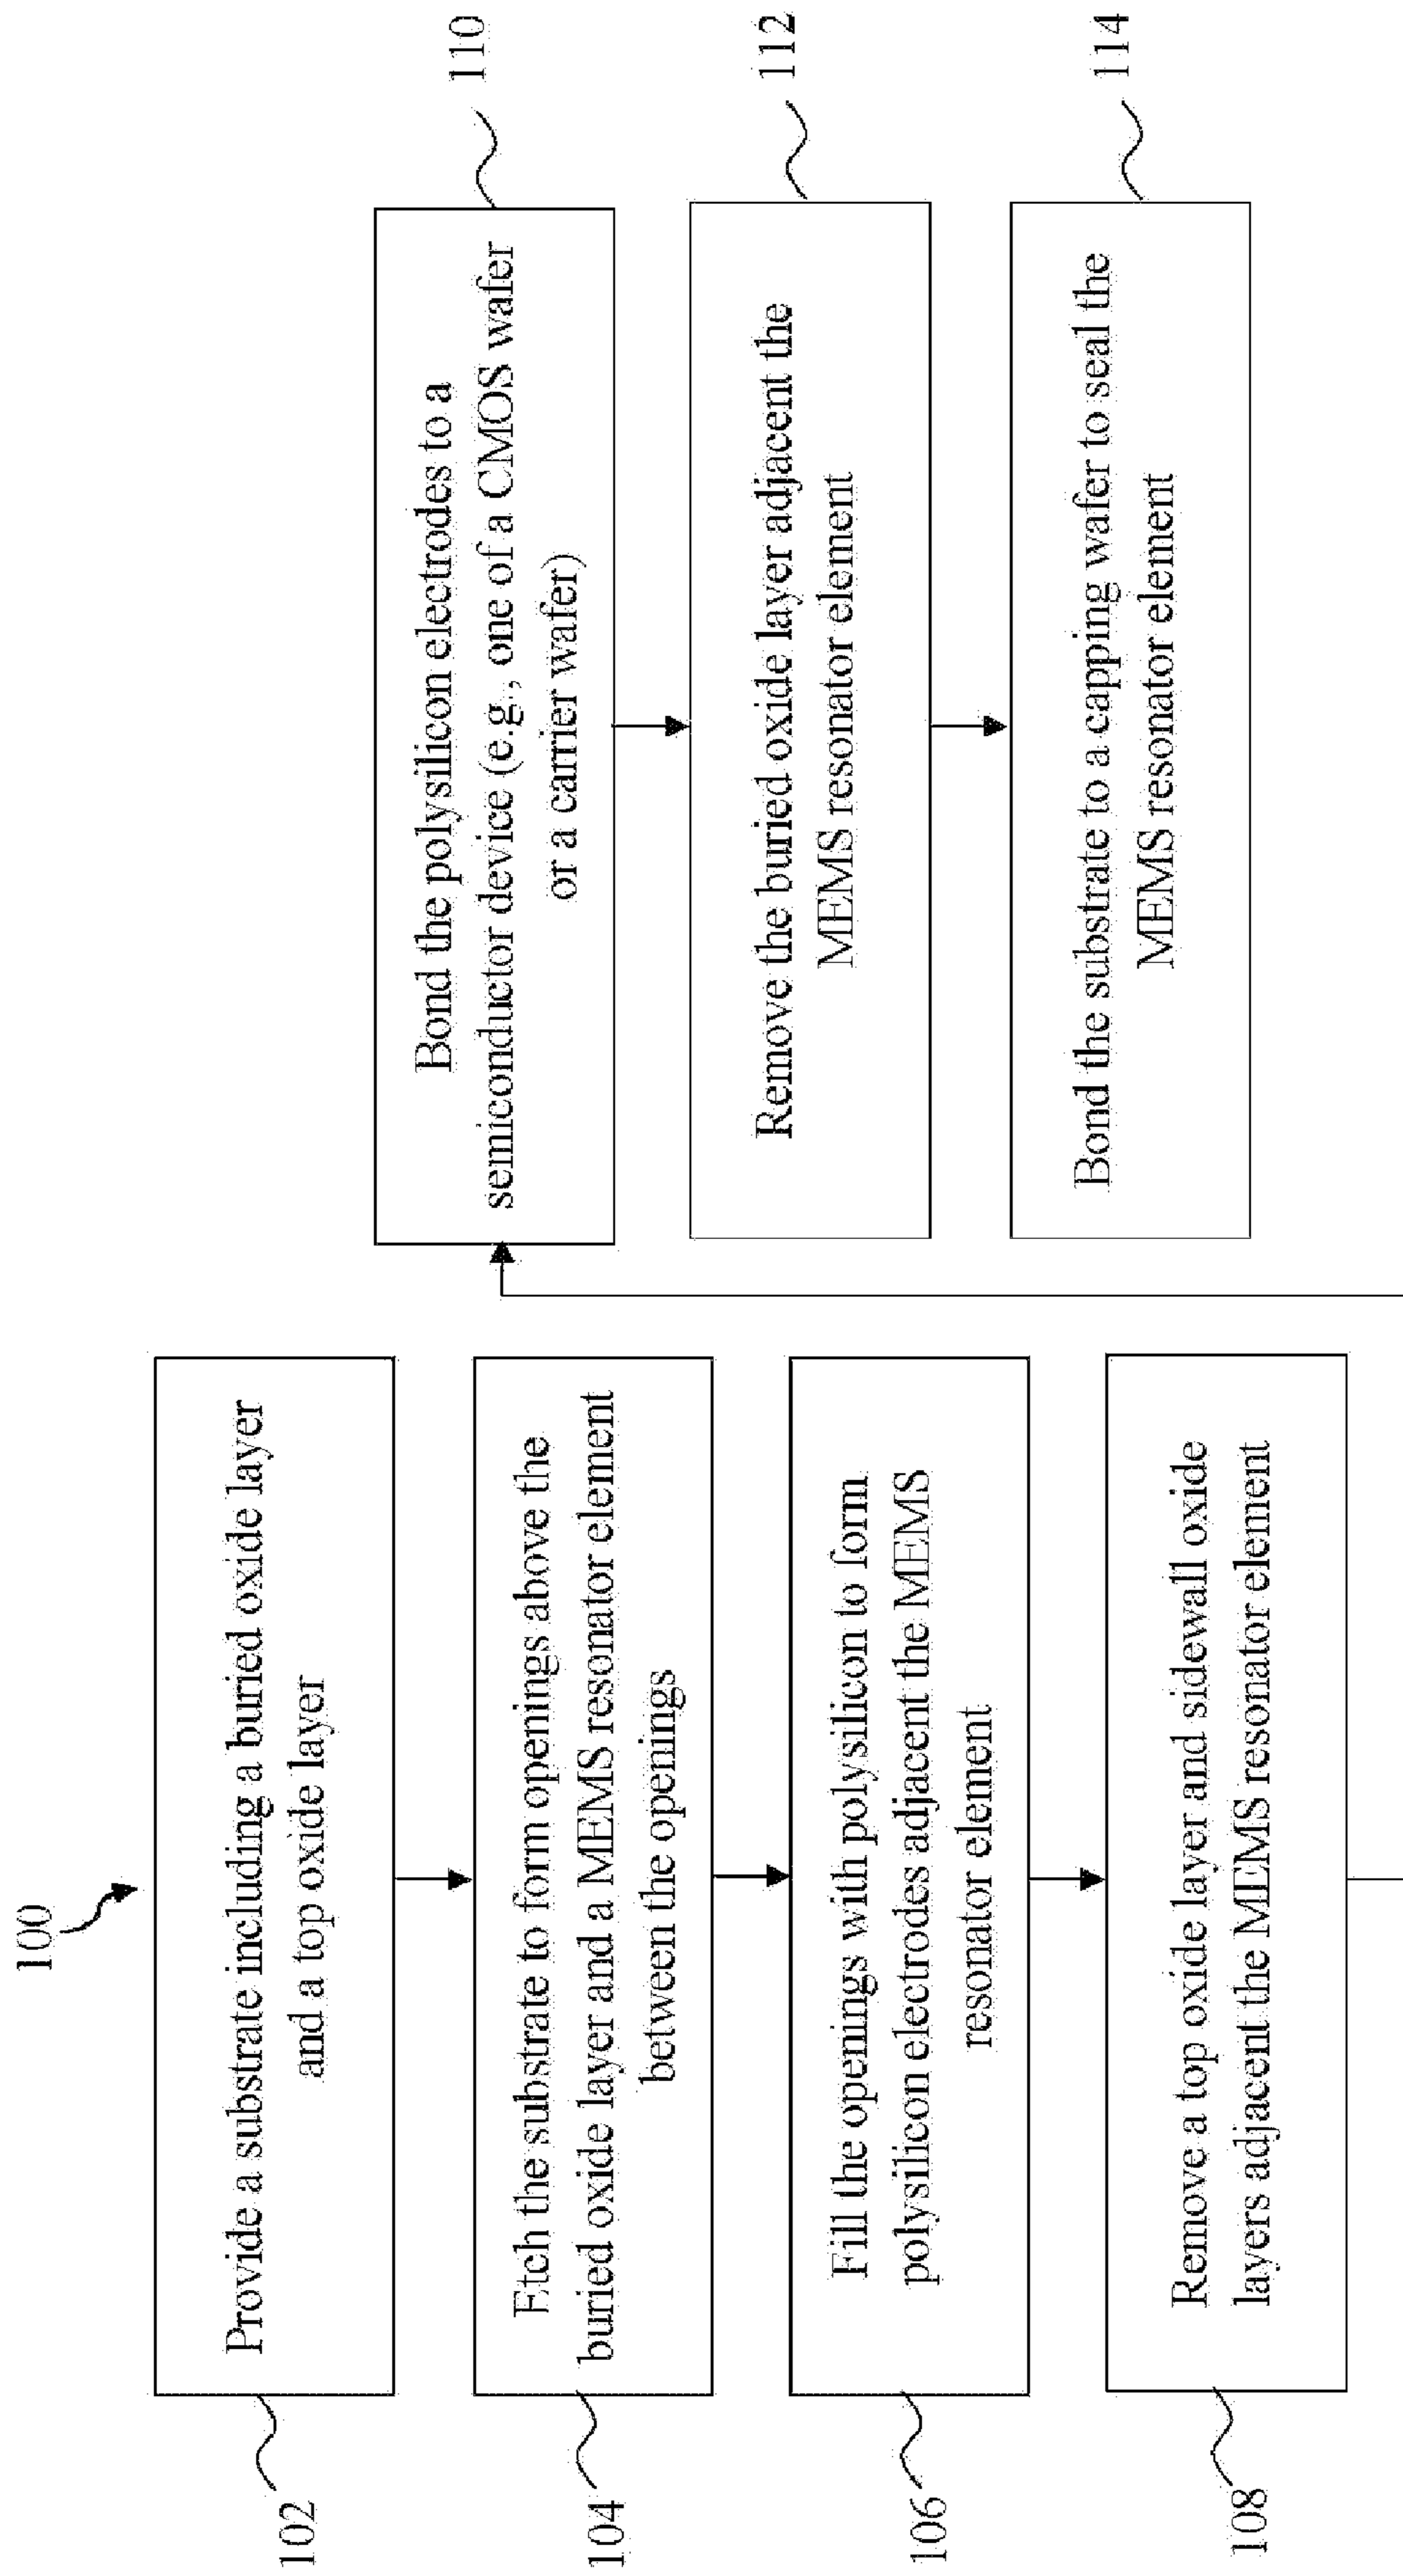 100
102
Provide a substrate including a buried oxide layer
and a top oxide layer
104
Etch the substrate to form openings above the
buried oxide layer and a MEMS resonator element
between the openings
106
Fill the openings with polysilicon to form
polysilicon electrodes adjacent the MEMS
resonator element
108
Remove a top oxide layer and sidewall oxide
layers adjacent the MEMS resonator element
110
Bond the polysilicon electrodes to a
semiconductor device (e.g., one of a CMOS wafer
or a carrier wafer)
112
Remove the buried oxide layer adjacent the
MEMS resonator element
114
Bond the substrate to a capping wafer to seal the
MEMS resonator element